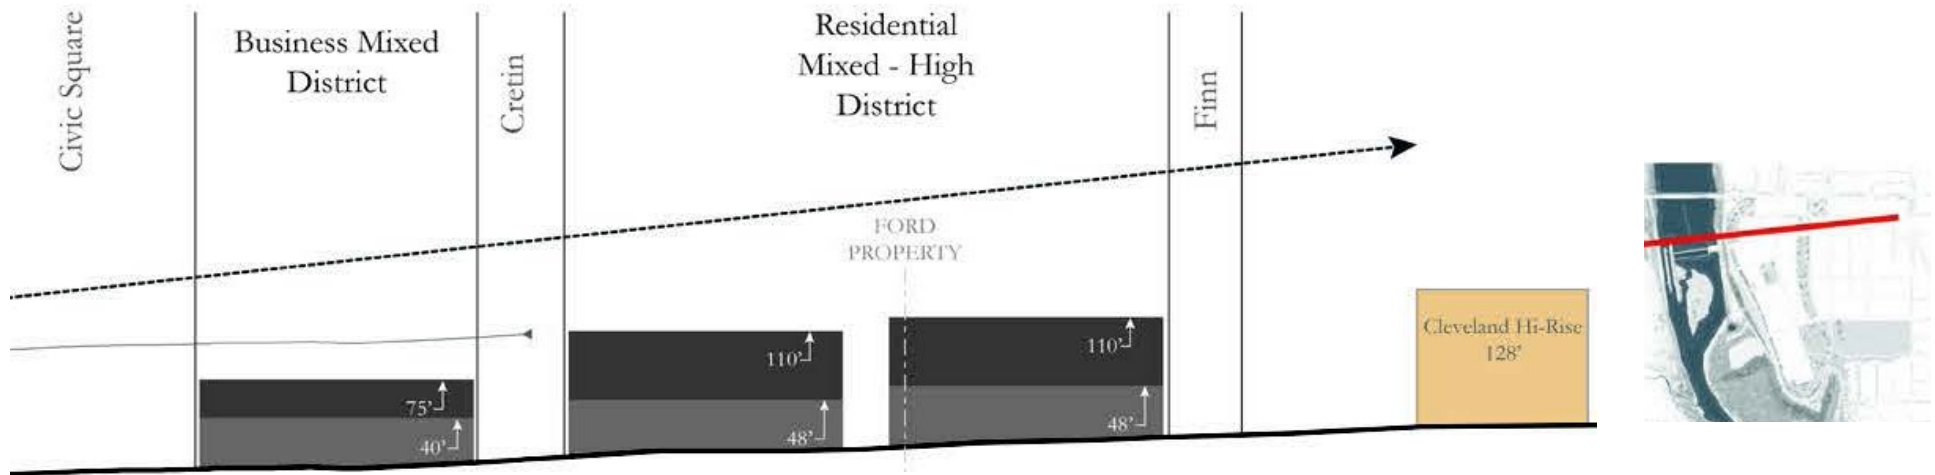 Civic Square
Business Mixed
District
Cretin
Residential
Mixed - High
District
Finn
FORD
PROPERTY
75'
40'
110'
48'
110'
48'
Cleveland Hi-Rise
128'